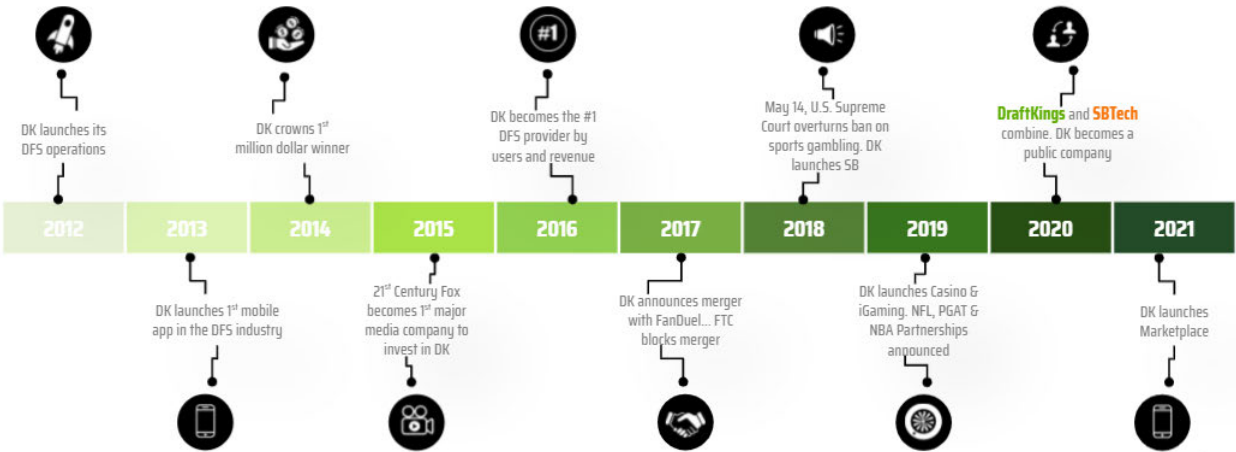 #1
DK launches its
DFS operations
DK crowns 1st
million dollar winner
DK becomes the #1
DFS provider by
users and revenue
May 14, U.S. Supreme
Court overturns ban on
sports gambling. DK
launches SB
DraftKings and SBTech
combine. DK becomes a
public company
2012 2013 2014 2015 2016 2017 2018 2019 2020 2021
DK launches 1st mobile
app in the DFS industry
21st Century Fox
becomes 1st major
media company to
invest in DK
DK announces merger
with FanDuel... FTC
blocks merger
DK launches Casino &
iGaming. NFL, PGAT &
NBA Partnerships
announced
DK launches
Marketplace